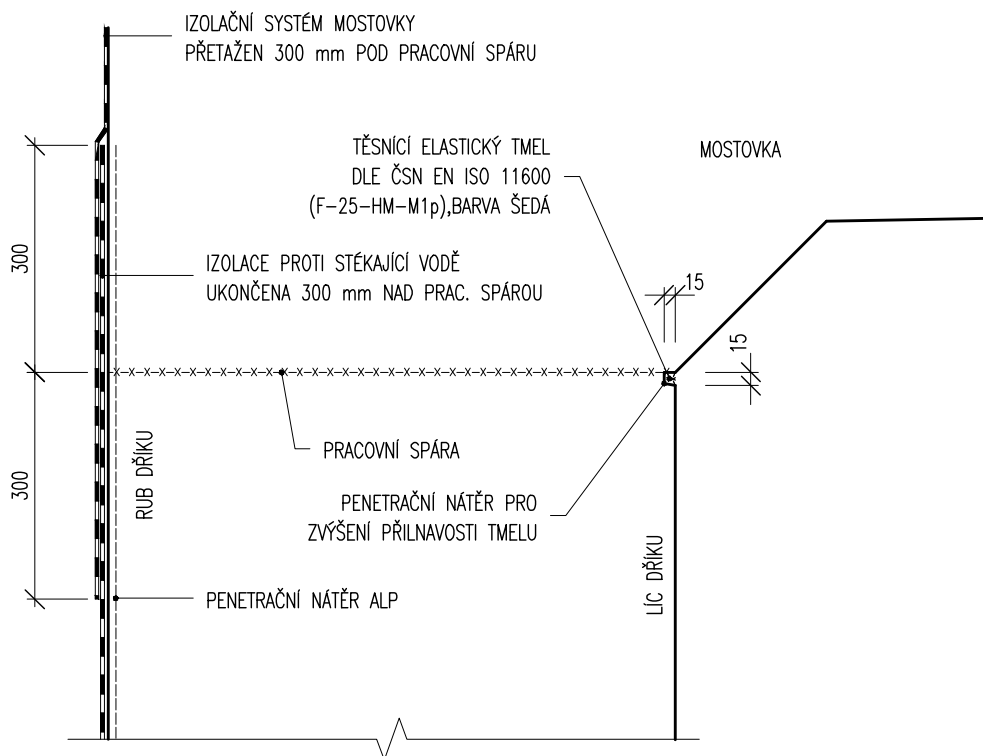 IZOLAČNÍ SYSTÉM MOSTOVKY
PŘETAŽEN 300 mm POD PRACOVNÍ SPÁRU
TĚSNÍCÍ ELASTICKÝ TMEL
DLE ČSN EN ISO 11600
(F-25-HM-M1p),BARVA ŠEDÁ
MOSTOVKA
300
IZOLACE PROTI STÉKAJÍCÍ VODĚ
UKONČENA 300 mm NAD PRAC. SPÁROU
15
15
PRACOVNÍ SPÁRA
RUB DŘÍKU
300
PENETRAČNÍ NÁTĚR PRO
ZVÝŠENÍ PŘILNAVOSTI TMELU
LÍC DŘÍKU
PENETRAČNÍ NÁTĚR ALP